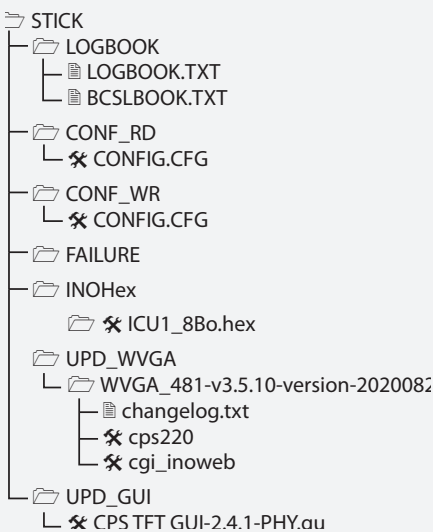 STICK
LOGBOOK
LOGBOOK.TXT
BCSLBOOK.TXT
CONF_RD
CONFIG.CFG
CONF_WR
CONFIG.CFG
FAILURE
INOHex
ICU1_8Bo.hex
UPD_WVGA
WVGA_481-v3.5.10-version-2020082
changelog.txt
cps220
cgi_inoweb
UPD_GUI
CPS TFT GUI-2.4.1-PHY.gu